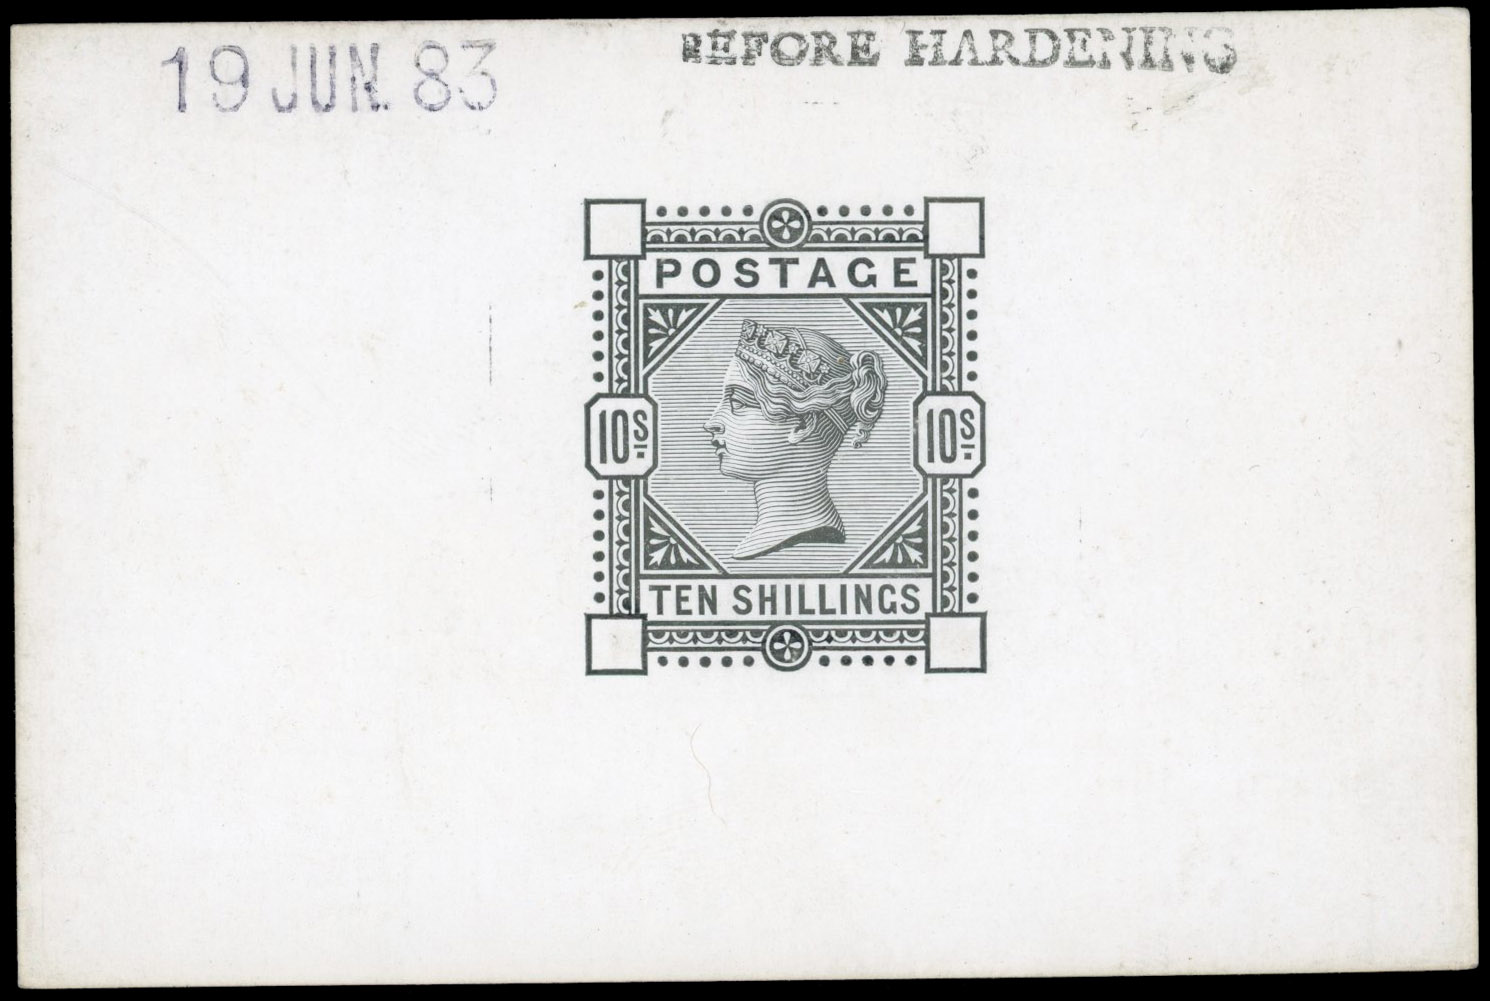 19 JUN. 83
BEFORE HARDENING
POSTAGE
10S
10S
TEN SHILLINGS